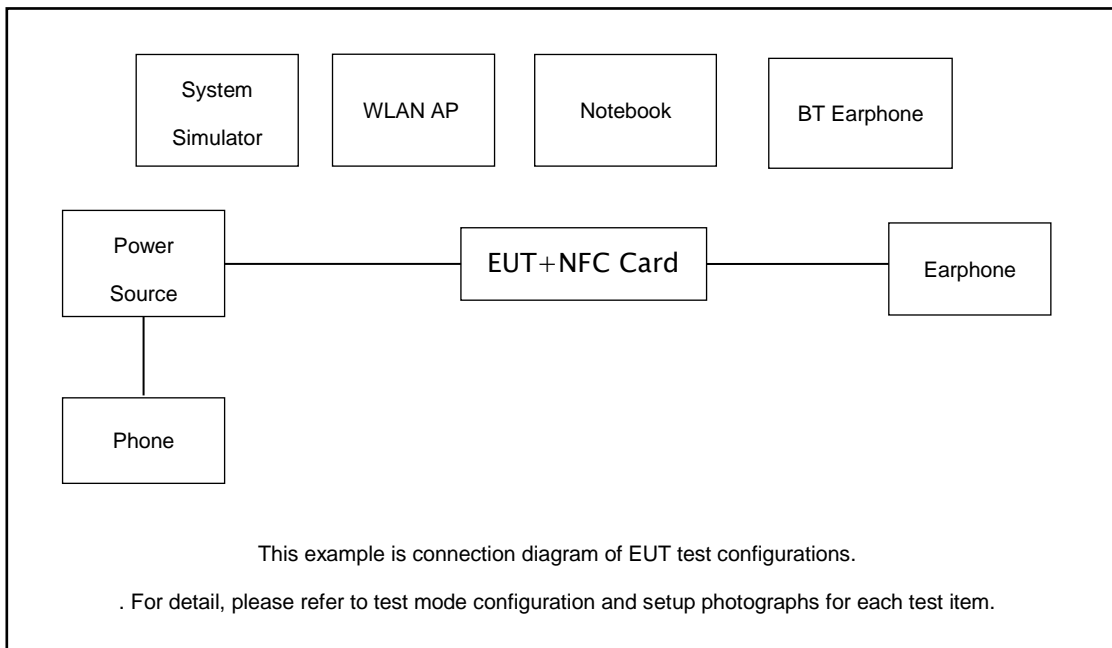 System
Simulator
WLAN AP
Notebook
BT Earphone
Power
Source
EUT+NFC Card
Earphone
Phone
This example is connection diagram of EUT test configurations.
. For detail, please refer to test mode configuration and setup photographs for each test item.